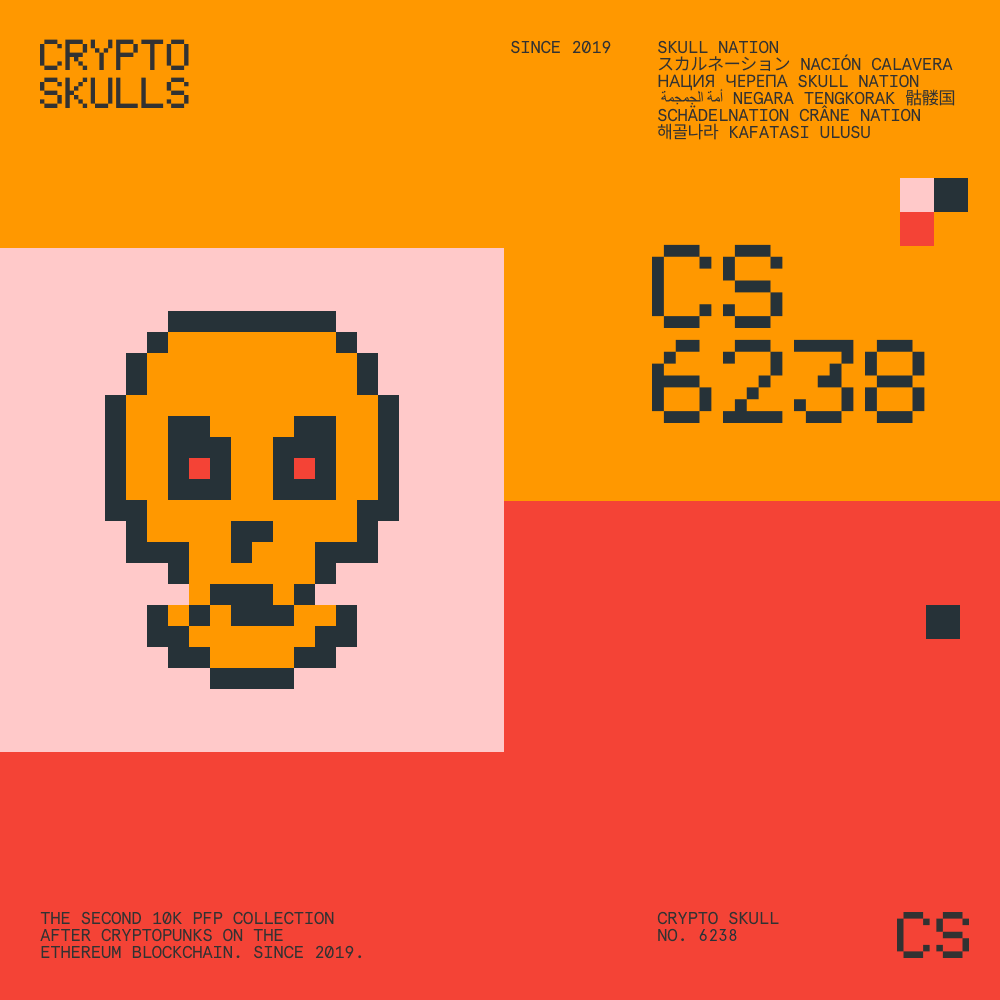 CRYPTO
SKULLS
SINCE 2019
SKULL NATION
スカルネーション NACIÓN CALAVERA
НАЦИЯ ЧЕРЕПА SKULL NATION
أمة الجمجمة NEGARA TENGKORAK 骷髅国
SCHÄDELNATION CRÂNE NATION
해골나라 KAFATASI ULUSU
CS
6238
THE SECOND 10K PFP COLLECTION
AFTER CRYPTOPUNKS ON THE
ETHEREUM BLOCKCHAIN. SINCE 2019.
CRYPTO SKULL
NO. 6238
CS